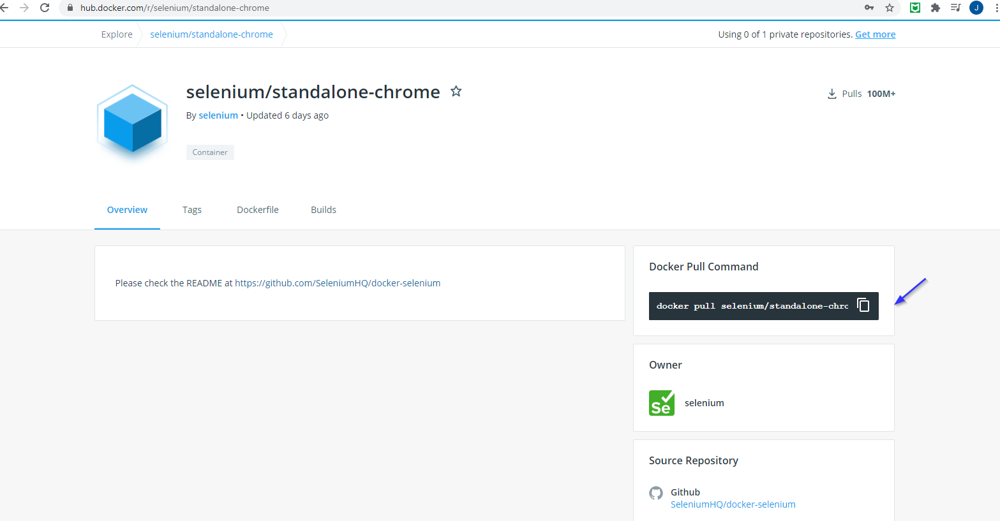 hub.docker.com/r/selenium/standalone-chrome
J
Explore
selenium/standalone-chrome
Using 0 of 1 private repositories. Get more
selenium/standalone-chrome
Pulls 100M+
By selenium • Updated 6 days ago
Container
Overview
Tags
Dockerfile
Builds
Please check the README at https://github.com/SeleniumHQ/docker-selenium
Docker Pull Command
docker pull selenium/standalone-chro
Owner
Se
selenium
Source Repository
Github
SeleniumHQ/docker-selenium